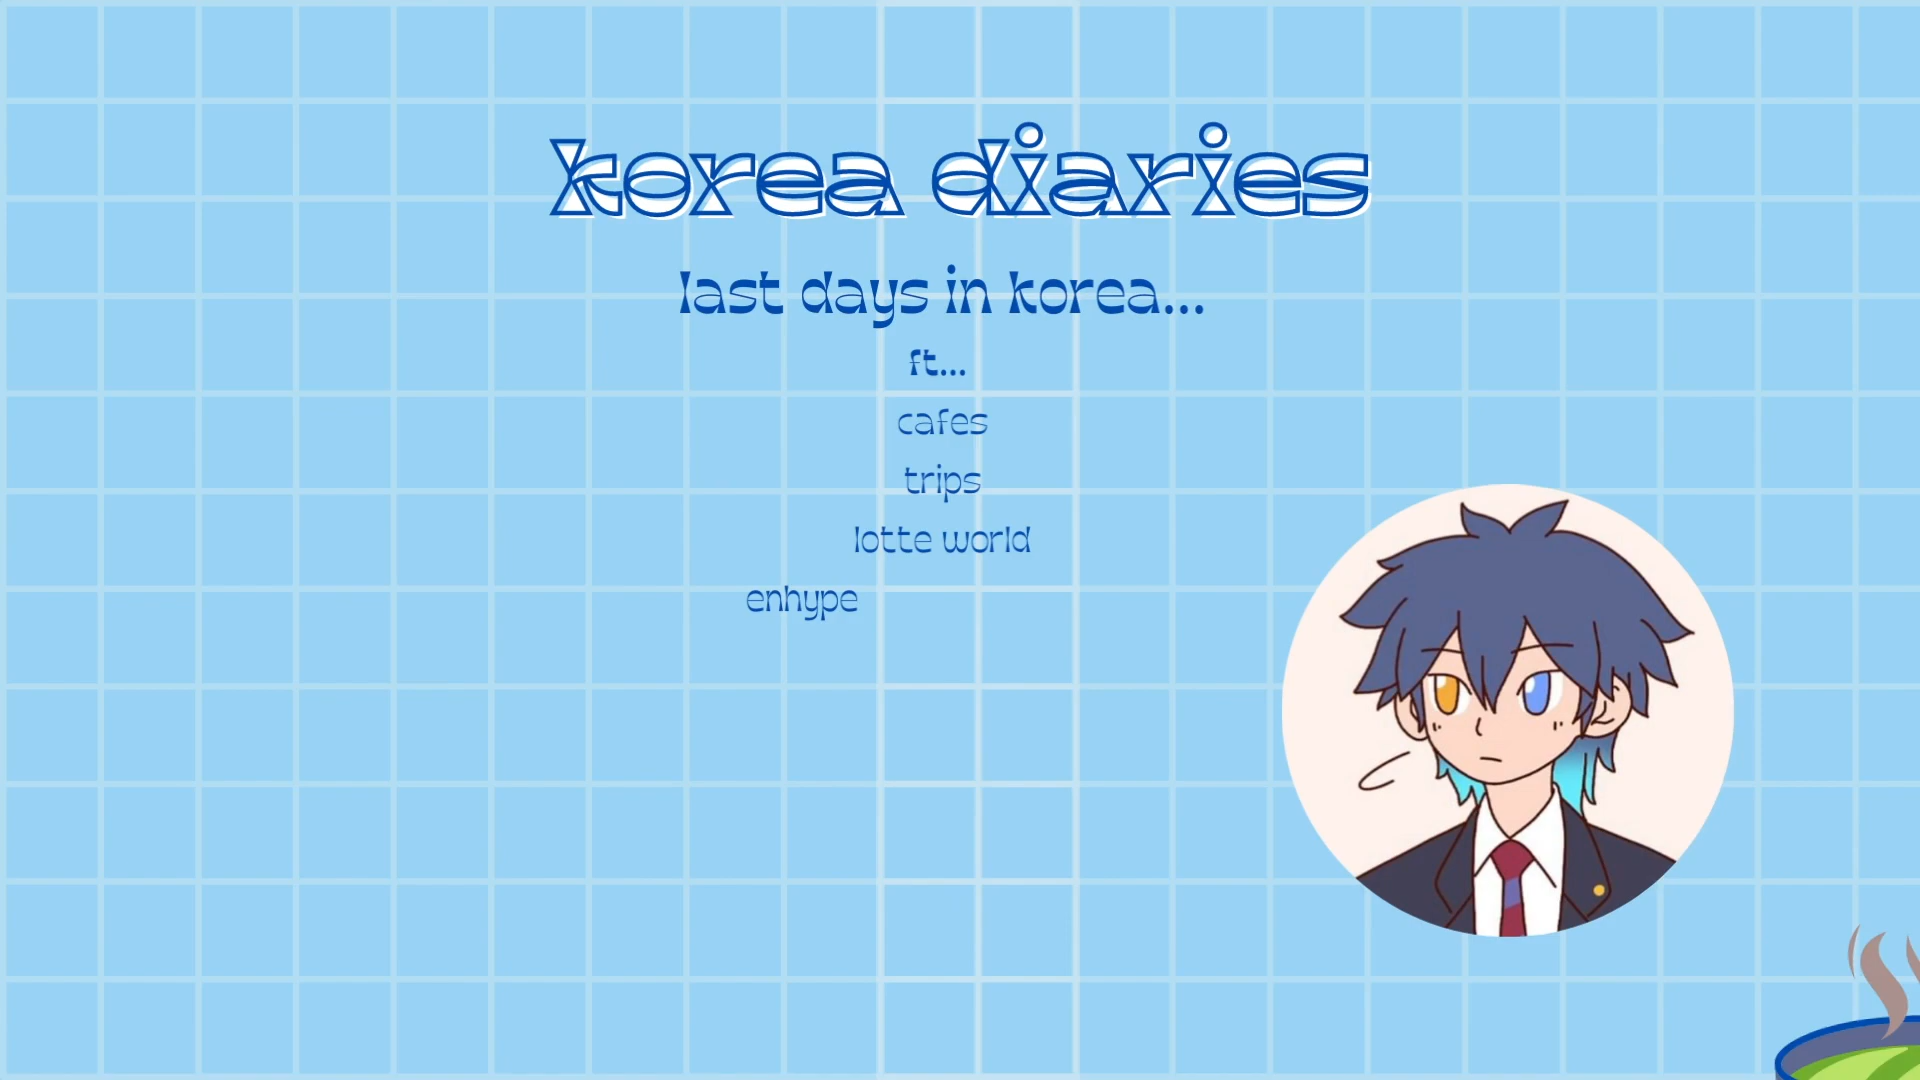 korea diaries
last days in korea...
ft...
cafes
trips
lotte world
enhype